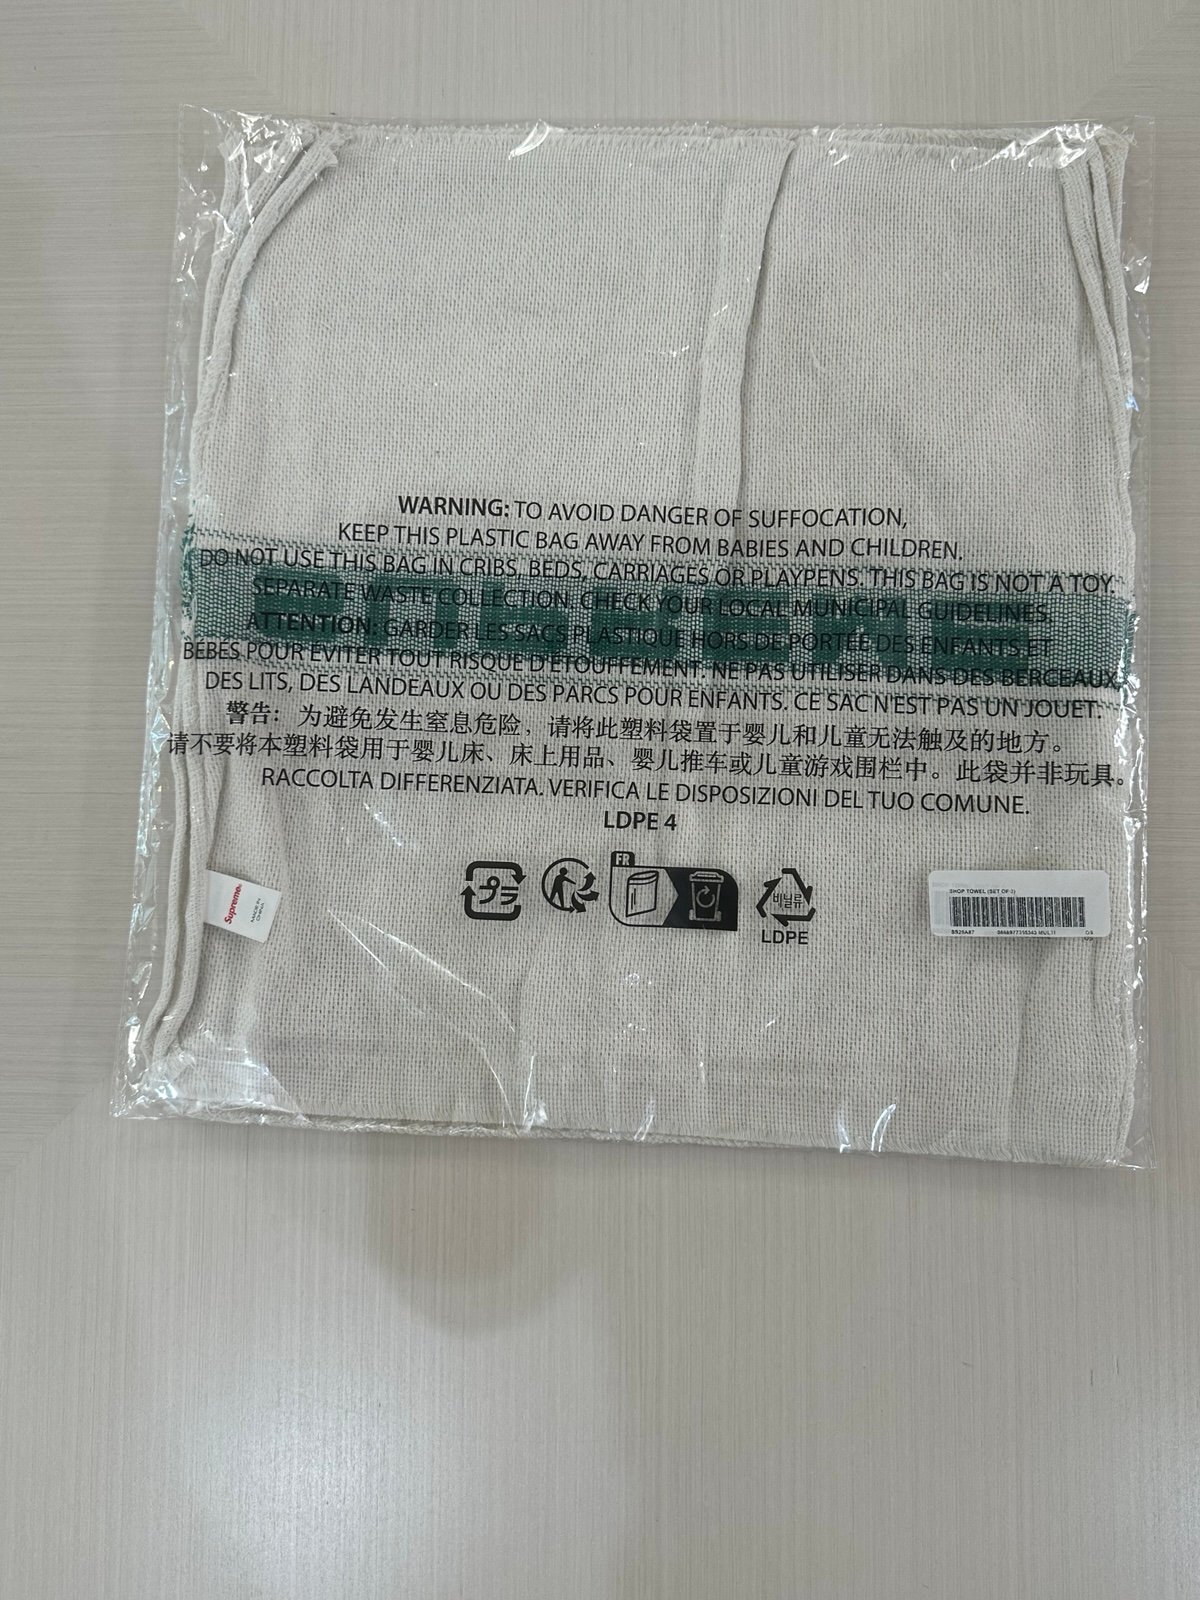 WARNING: TO AVOID DANGER OF SUFFOCATION,
KEEP THIS PLASTIC BAG AWAY FROM BABIES AND CHILDREN.
DO NOT USE THIS BAG IN CRIBS, BEDS, CARRIAGES OR PLAYPENS. THIS BAG IS NOT A TOY.
SEPARATE WASTE COLLECTION. CHECK YOUR LOCAL MUNICIPAL GUIDELINES.
ATTENTION: GARDER LES SACS PLASTIQUE HORS DE PORTÉE DES ENFANTS ET
BÉBÉS POUR ÉVITER TOUT RISQUE D'ÉTOUFFEMENT. NE PAS UTILISER DANS DES BERCEAUX,
DES LITS, DES LANDEAUX OU DES PARCS POUR ENFANTS. CE SAC N'EST PAS UN JOUET.
警告：为避免发生窒息危险，请将此塑料袋置于婴儿和儿童无法触及的地方。
请不要将本塑料袋用于婴儿床、床上用品、婴儿推车或儿童游戏围栏中。此袋并非玩具。
RACCOLTA DIFFERENZIATA. VERIFICA LE DISPOSIZIONI DEL TUO COMUNE.
LDPE 4
プラ
FR
비닐류
LDPE
Supreme
MADE IN
CHINA
SHOP TOWEL (SET OF 3)
MULTI
OS